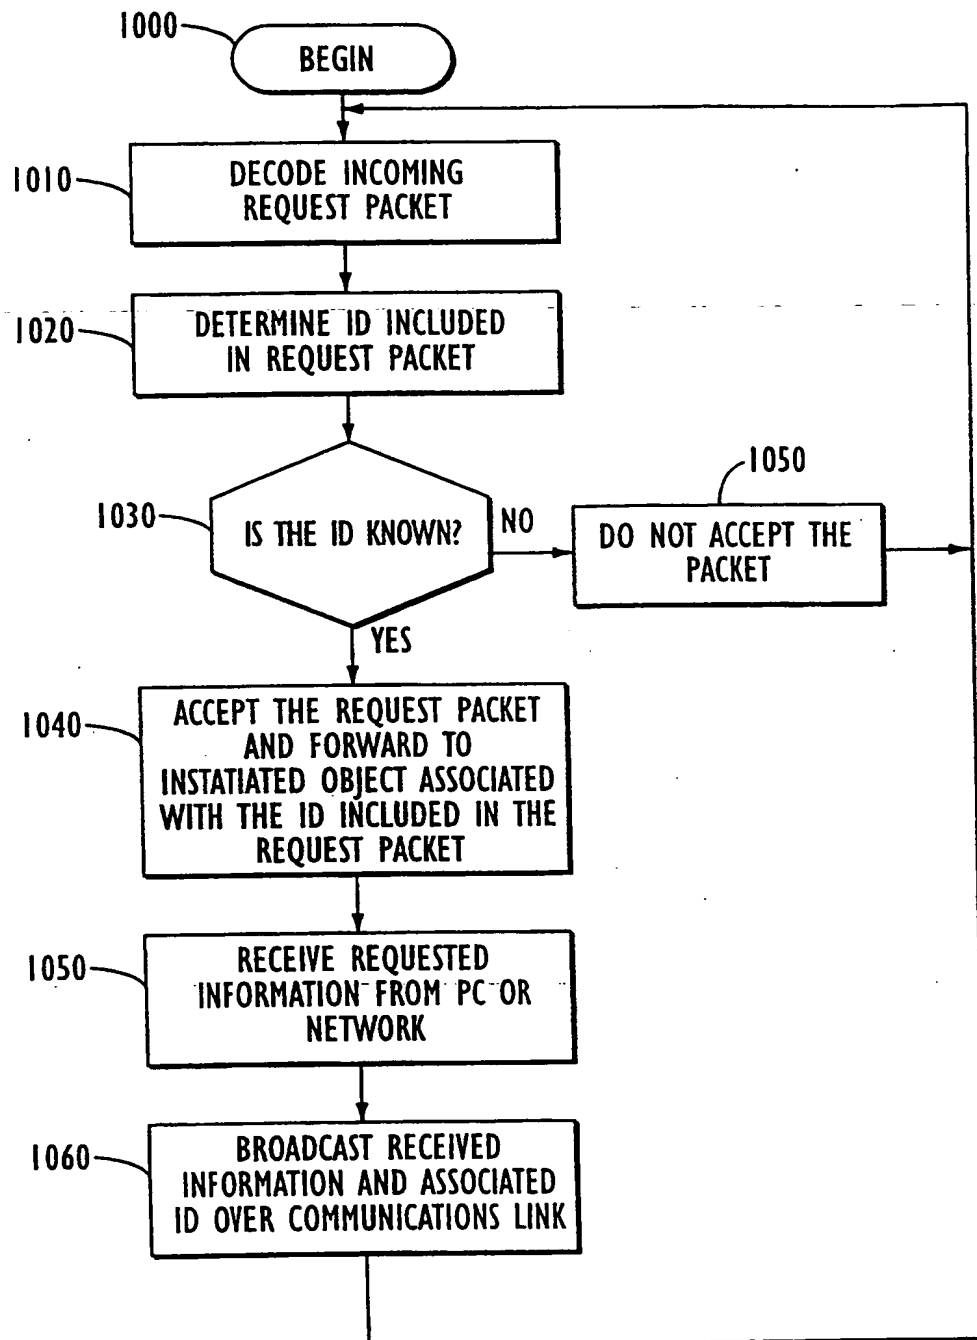 1000
BEGIN
1010
DECODE INCOMING
REQUEST PACKET
1020
DETERMINE ID INCLUDED
IN REQUEST PACKET
1030
IS THE ID KNOWN?
NO
1050
DO NOT ACCEPT THE
PACKET
YES
1040
ACCEPT THE REQUEST PACKET
AND FORWARD TO
INSTATIATED OBJECT ASSOCIATED
WITH THE ID INCLUDED IN THE
REQUEST PACKET
1050
RECEIVE REQUESTED
INFORMATION FROM PC OR
NETWORK
1060
BROADCAST RECEIVED
INFORMATION AND ASSOCIATED
ID OVER COMMUNICATIONS LINK